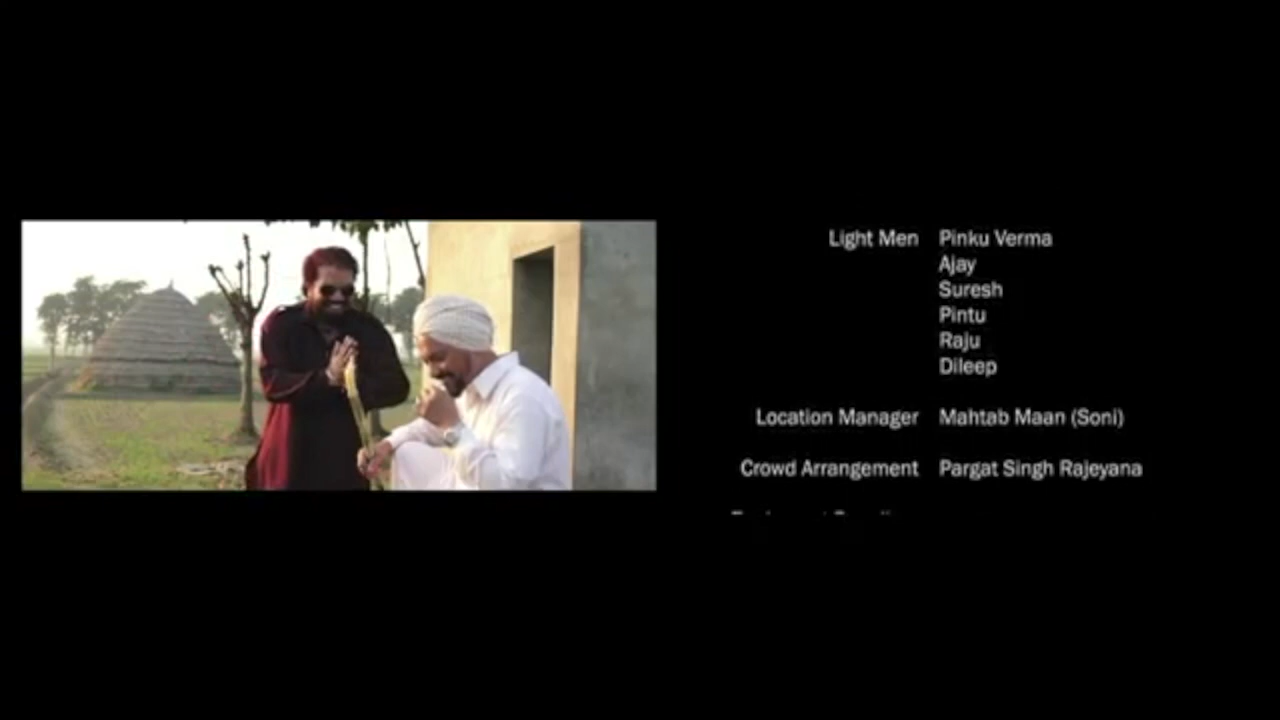 Light Men Pinku Verma
Ajay
Suresh
Pintu
Raju
Dileep
Location Manager Mahtab Maan (Soni)
Crowd Arrangement Pargat Singh Rajeyana